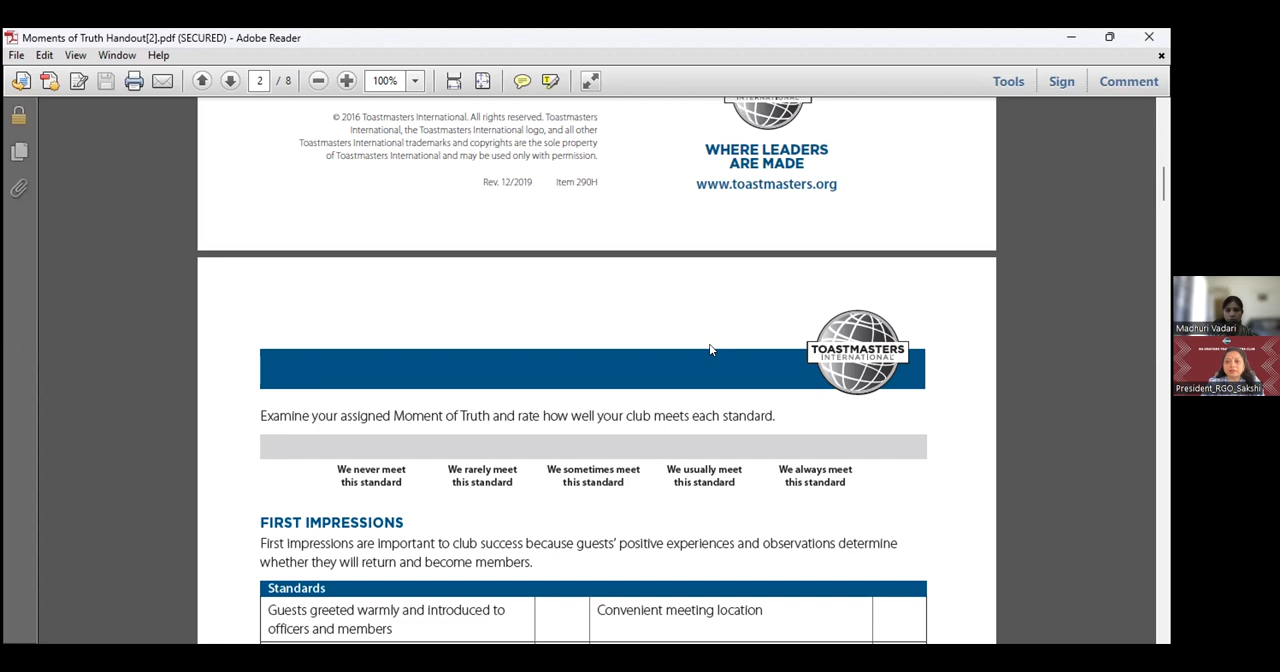 Moments of Truth Handout[2].pdf (SECURED) - Adobe Reader
File Edit View Window Help
2 / 8 100% Tools Sign Comment
INTERNATIONAL
© 2016 Toastmasters International. All rights reserved. Toastmasters
International, the Toastmasters International logo, and all other
Toastmasters International trademarks and copyrights are the sole property
of Toastmasters International and may be used only with permission.
Rev. 12/2019 Item 290H
WHERE LEADERS
ARE MADE
www.toastmasters.org
TOASTMASTERS
INTERNATIONAL
Examine your assigned Moment of Truth and rate how well your club meets each standard.
We never meet this standard
We rarely meet this standard
We sometimes meet this standard
We usually meet this standard
We always meet this standard
FIRST IMPRESSIONS
First impressions are important to club success because guests' positive experiences and observations determine
whether they will return and become members.
Standards
Guests greeted warmly and introduced to
officers and members
Convenient meeting location
Madhuri Vadari
President_RGO_Sakshi